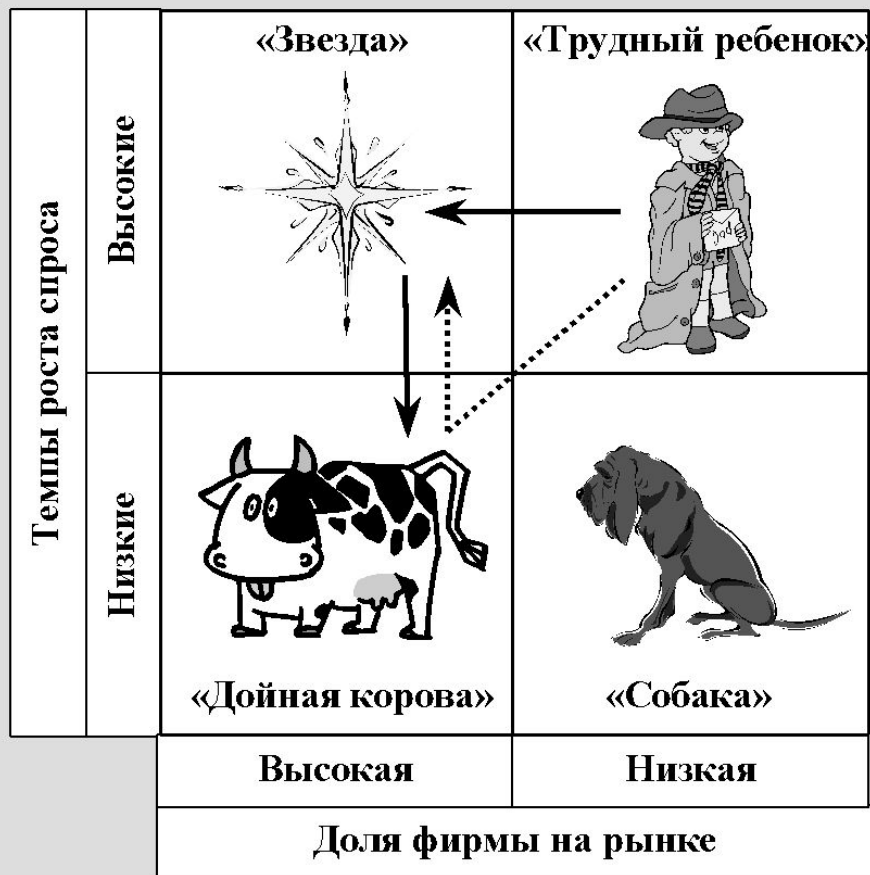 «Звезда»
«Трудный ребенок»
Темпы роста спроса
Высокие
Низкие
«Дойная корова»
«Собака»
Высокая
Низкая
Доля фирмы на рынке